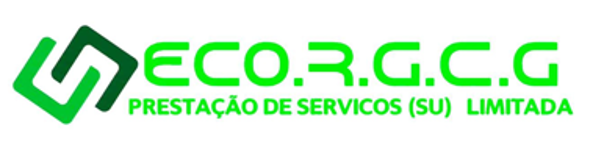 ECO.R.G.C.G
PRESTAÇÃO DE SERVICOS (SU) LIMITADA